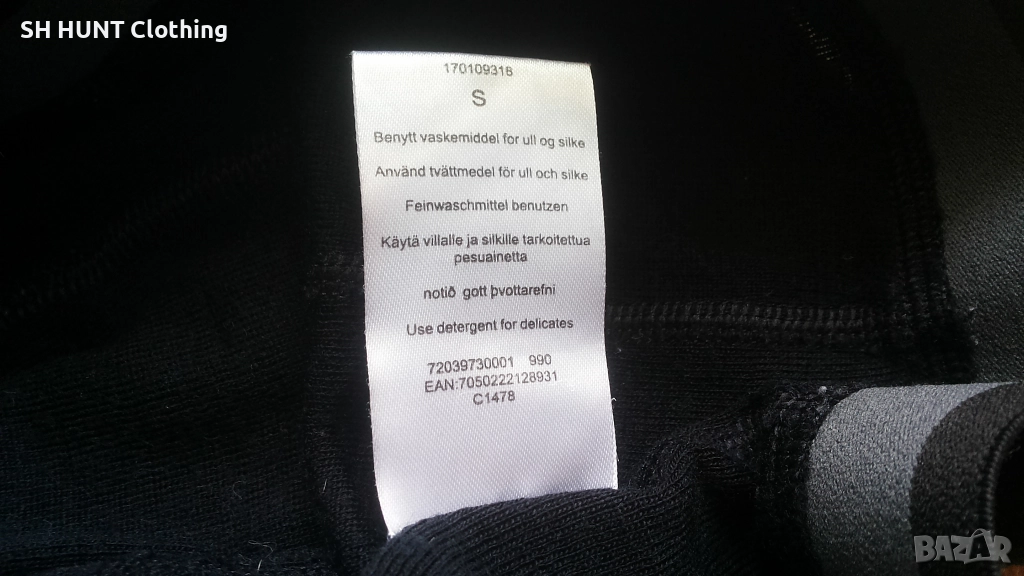 SH HUNT Clothing
170109318
S
Benytt vaskemiddel for ull og silke
Använd tvättmedel för ull och silke
Feinwaschmittel benutzen
Käytä villalle ja silkille tarkoitettua
pesuainetta
notið gott þvottarefni
Use detergent for delicates
72039730001 990
EAN:7050222128931
C1478
BAZAR